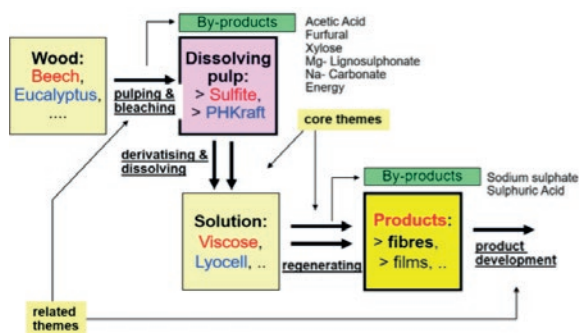 By-products
Acetic Acid
Furfural
Xylose
Mg- Lignosulphonate
Na- Carbonate
Energy
Wood:
Beech,
Eucalyptus,
....
pulping &
bleaching
Dissolving
pulp:
> Sulfite,
> PHKraft
core themes
derivatising &
dissolving
By-products
Sodium sulphate
Sulphuric Acid
Solution:
Viscose,
Lyocell, ..
regenerating
Products:
> fibres,
> films, ..
product
development
related
themes